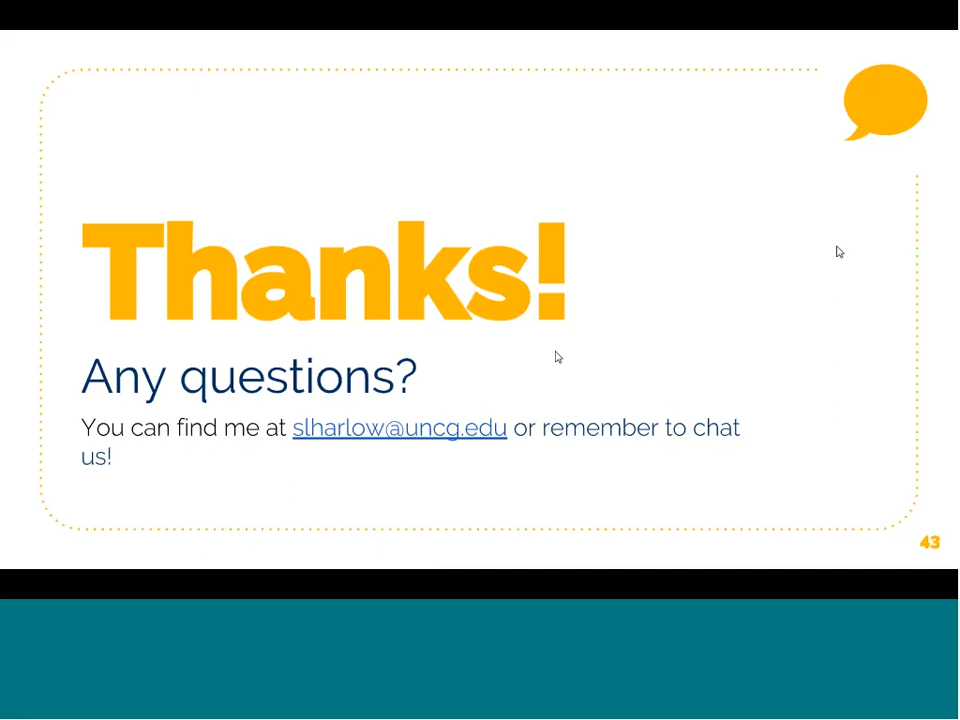 Thanks!
Any questions?
You can find me at slharlow@uncg.edu or remember to chat
us!
43